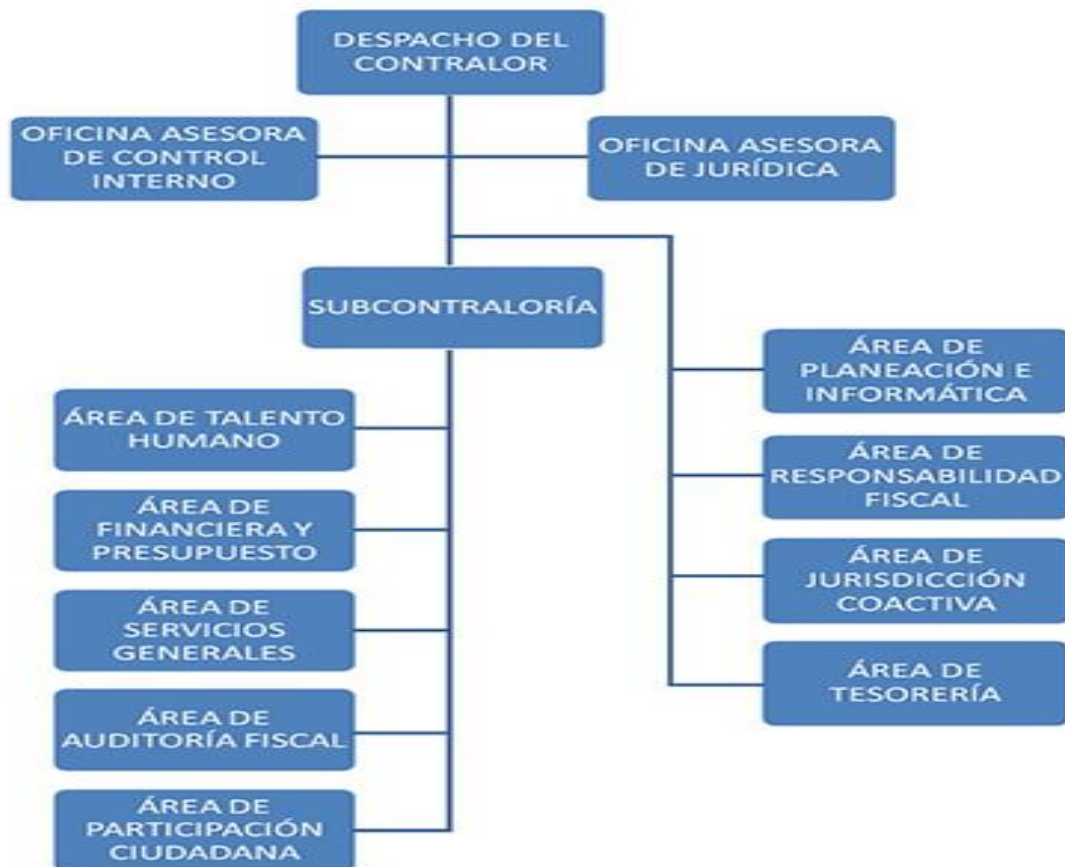 DESPACHO DEL
CONTRALOR
OFICINA ASESORA
DE CONTROL
INTERNO
OFICINA ASESORA
DE JURÍDICA
SUBCONTRALORÍA
ÁREA DE TALENTO
HUMANO
ÁREA DE
FINANCIERA Y
PRESUPUESTO
ÁREA DE
SERVICIOS
GENERALES
ÁREA DE
AUDITORÍA FISCAL
ÁREA DE
PARTICIPACIÓN
CIUDADANA
ÁREA DE
PLANEACIÓN E
INFORMÁTICA
ÁREA DE
RESPONSABILIDAD
FISCAL
ÁREA DE
JURISDICCIÓN
COACTIVA
ÁREA DE
TESORERÍA